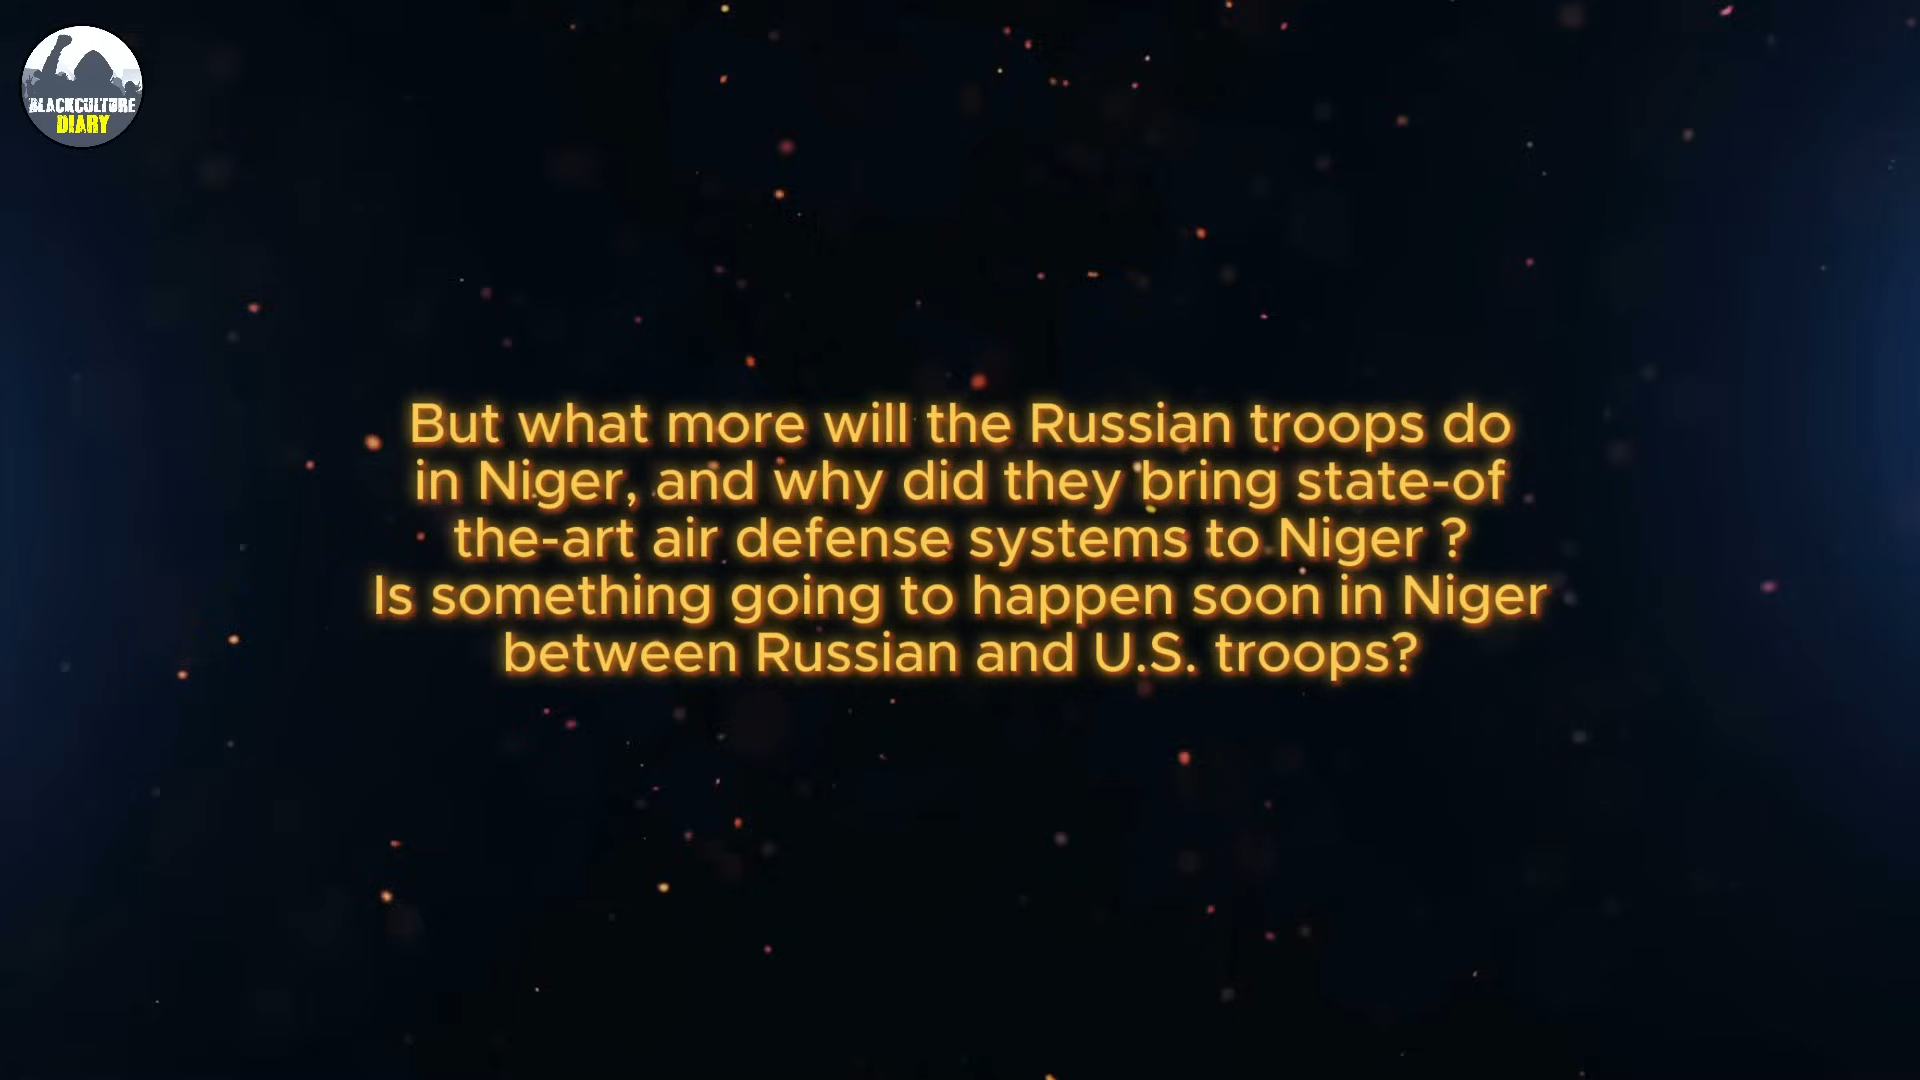 BLACKCULTURE
DIARY
But what more will the Russian troops do
in Niger, and why did they bring state-of
the-art air defense systems to Niger ?
Is something going to happen soon in Niger
between Russian and U.S. troops?